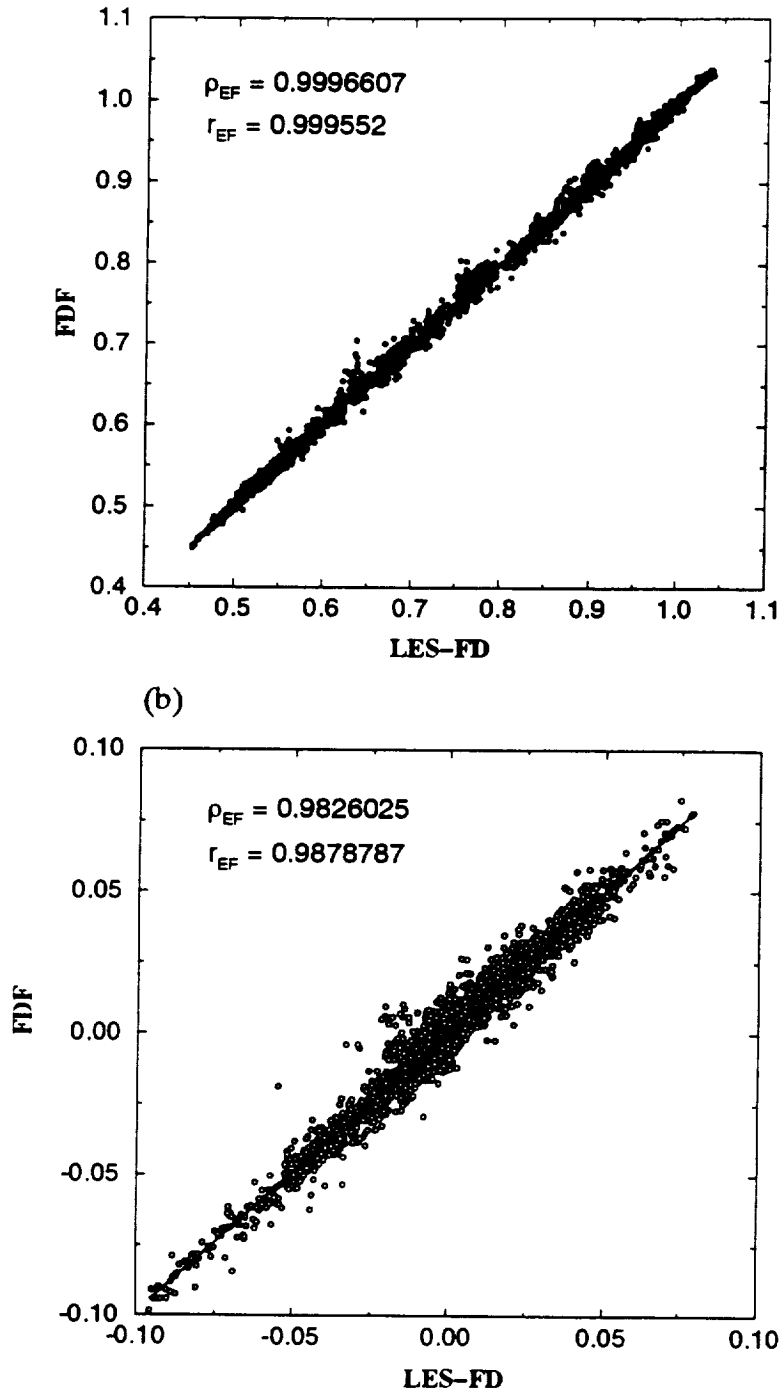 1.1
ρEF = 0.9996607
1.0
rEF = 0.999552
0.9
0.8
FDF
0.7
0.6
0.5
0.4
0.4 0.5 0.6 0.7 0.8 0.9 1.0 1.1
LES-FD
(b)
0.10
ρEF = 0.9826025
rEF = 0.9878787
0.05
FDF
0.00
-0.05
-0.10
-0.10 -0.05 0.00 0.05 0.10
LES-FD